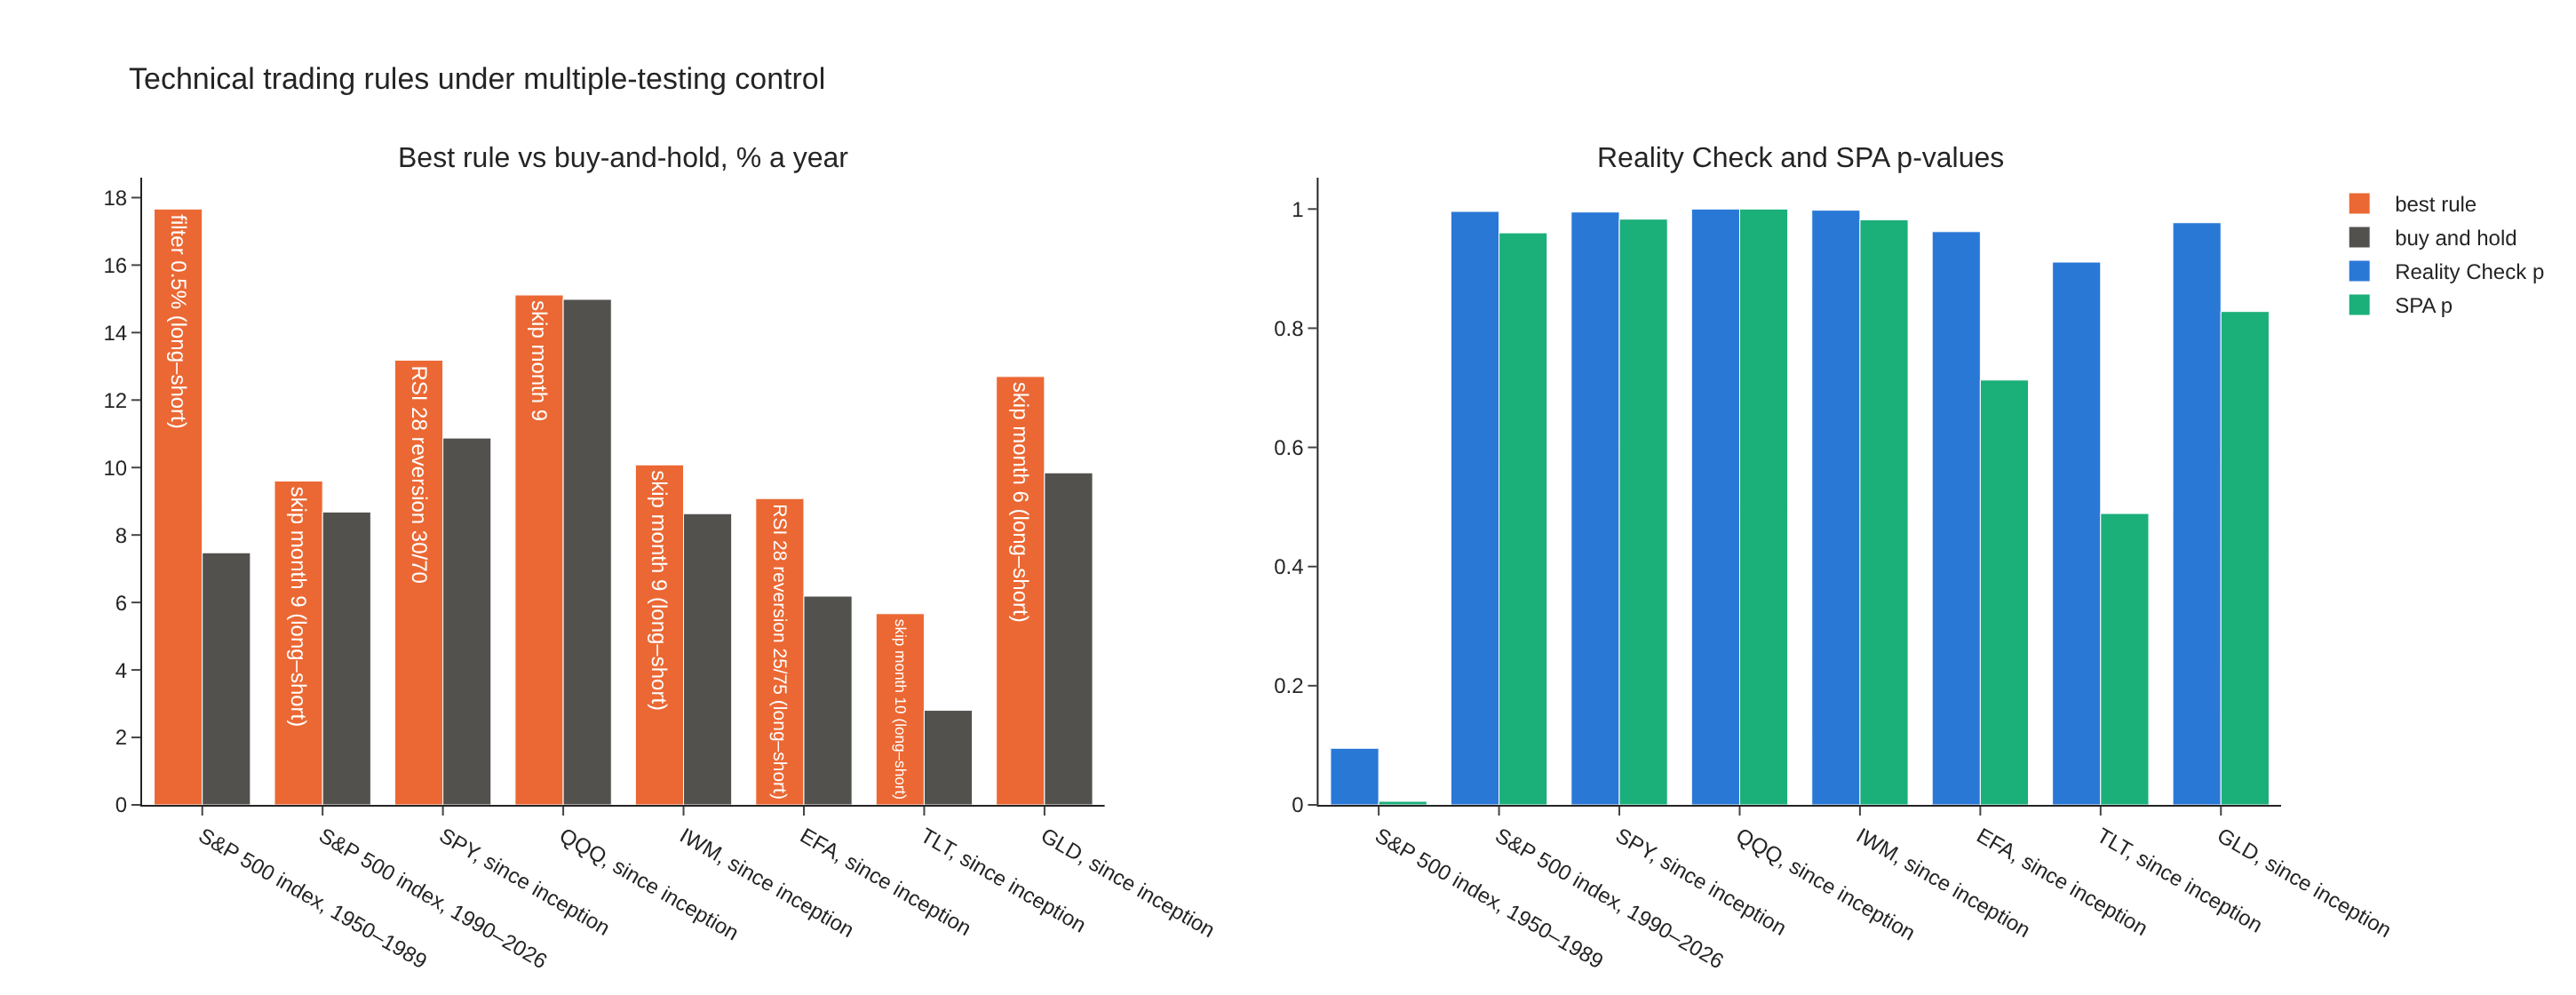 Technical trading rules under multiple-testing control
Best rule vs buy-and-hold, % a year
18
16
14
12
10
8
6
4
2
0
filter 0.5% (long–short)
skip month 9 (long–short)
RSI 28 reversion 30/70
skip month 9
skip month 9 (long–short)
RSI 28 reversion 25/75 (long–short)
skip month 10 (long–short)
skip month 6 (long–short)
S&P 500 index, 1950–1989
S&P 500 index, 1990–2026
SPY, since inception
QQQ, since inception
IWM, since inception
EFA, since inception
TLT, since inception
GLD, since inception
Reality Check and SPA p-values
1
0.8
0.6
0.4
0.2
0
S&P 500 index, 1950–1989
S&P 500 index, 1990–2026
SPY, since inception
QQQ, since inception
IWM, since inception
EFA, since inception
TLT, since inception
GLD, since inception
best rule
buy and hold
Reality Check p
SPA p